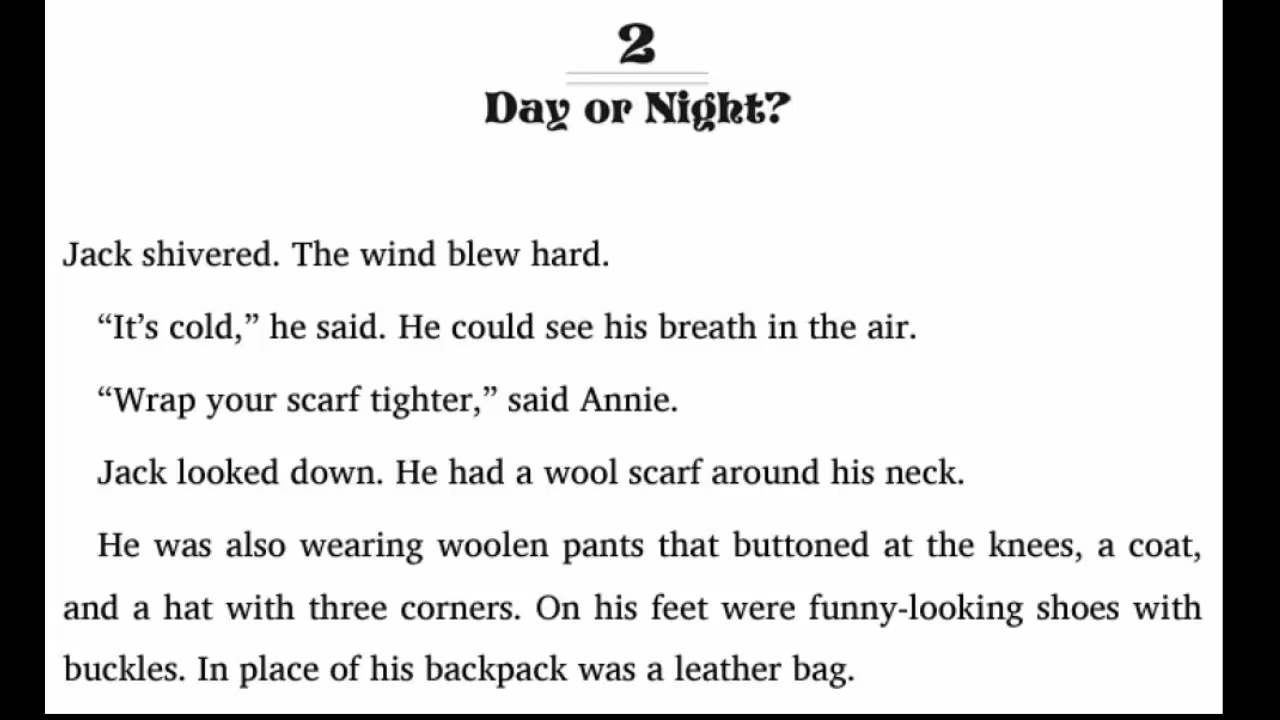 2
Day or Night?
Jack shivered. The wind blew hard.
“It’s cold,” he said. He could see his breath in the air.
“Wrap your scarf tighter,” said Annie.
Jack looked down. He had a wool scarf around his neck.
He was also wearing woolen pants that buttoned at the knees, a coat,
and a hat with three corners. On his feet were funny-looking shoes with
buckles. In place of his backpack was a leather bag.